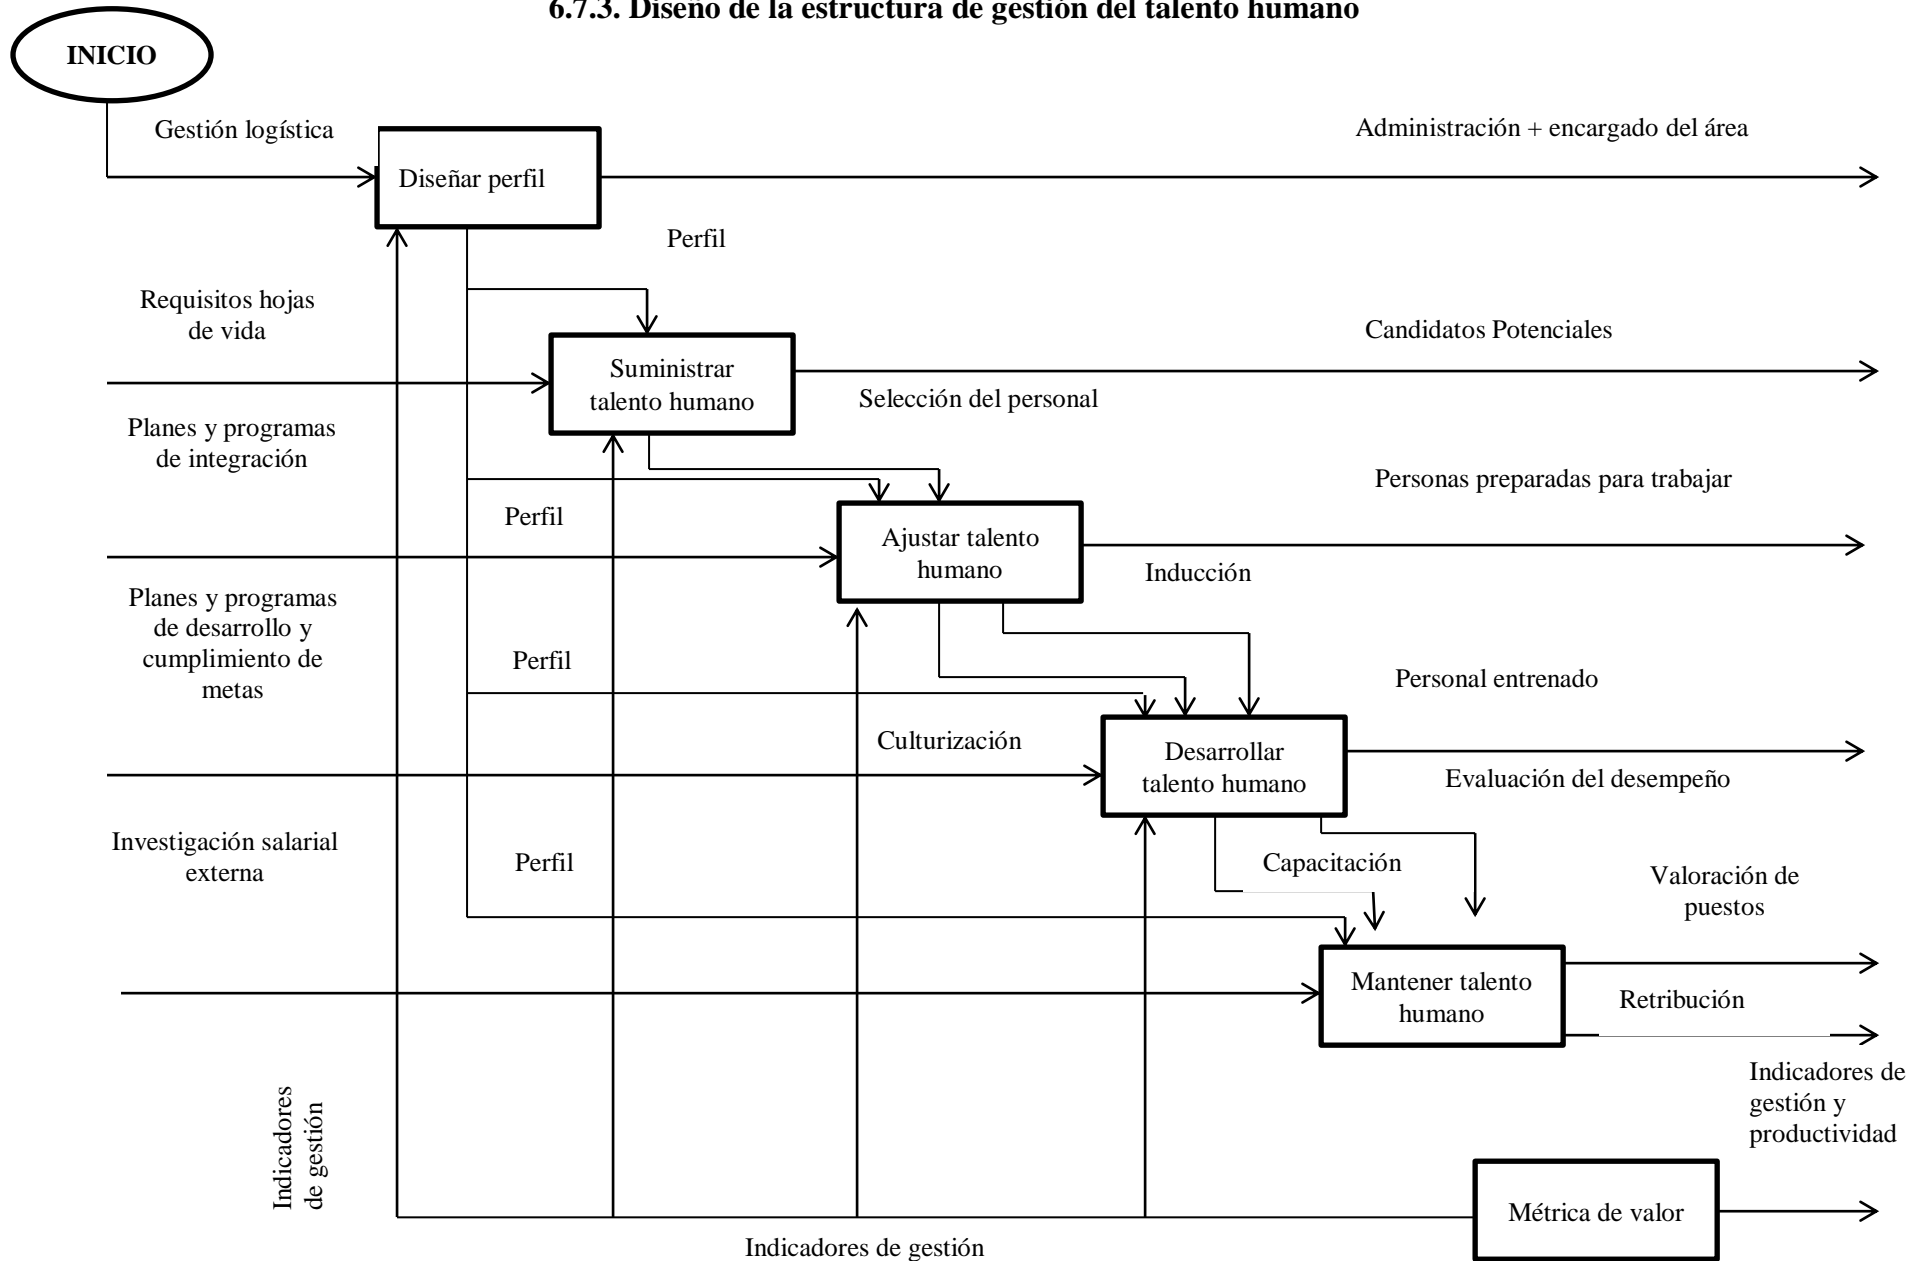 6.7.3. Diseño de la estructura de gestión del talento humano
INICIO
Gestión logística
Administración + encargado del área
Diseñar perfil
Perfil
Requisitos hojas
de vida
Candidatos Potenciales
Suministrar
talento humano
Selección del personal
Planes y programas
de integración
Personas preparadas para trabajar
Perfil
Ajustar talento
humano
Inducción
Planes y programas
de desarrollo y
cumplimiento de
metas
Perfil
Personal entrenado
Culturización
Desarrollar
talento humano
Evaluación del desempeño
Investigación salarial
externa
Perfil
Capacitación
Valoración de
puestos
Mantener talento
humano
Retribución
Indicadores de
gestión y
productividad
Indicadores
de gestión
Métrica de valor
Indicadores de gestión